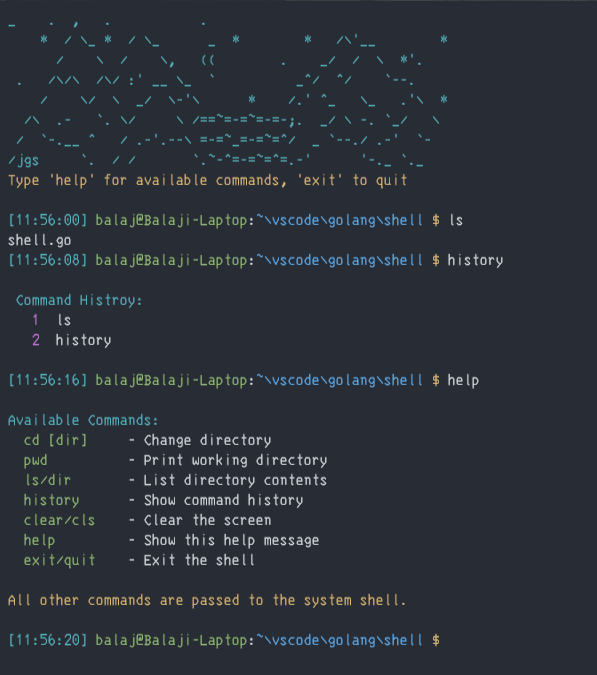 /jgs
Type 'help' for available commands, 'exit' to quit
[11:56:00] balaj@Balaji-Laptop:~\vscode\golang\shell $ ls
shell.go
[11:56:08] balaj@Balaji-Laptop:~\vscode\golang\shell $ history
Command Histroy:
1 ls
2 history
[11:56:16] balaj@Balaji-Laptop:~\vscode\golang\shell $ help
Available Commands:
cd [dir] - Change directory
pwd - Print working directory
ls/dir - List directory contents
history - Show command history
clear/cls - Clear the screen
help - Show this help message
exit/quit - Exit the shell
All other commands are passed to the system shell.
[11:56:20] balaj@Balaji-Laptop:~\vscode\golang\shell $